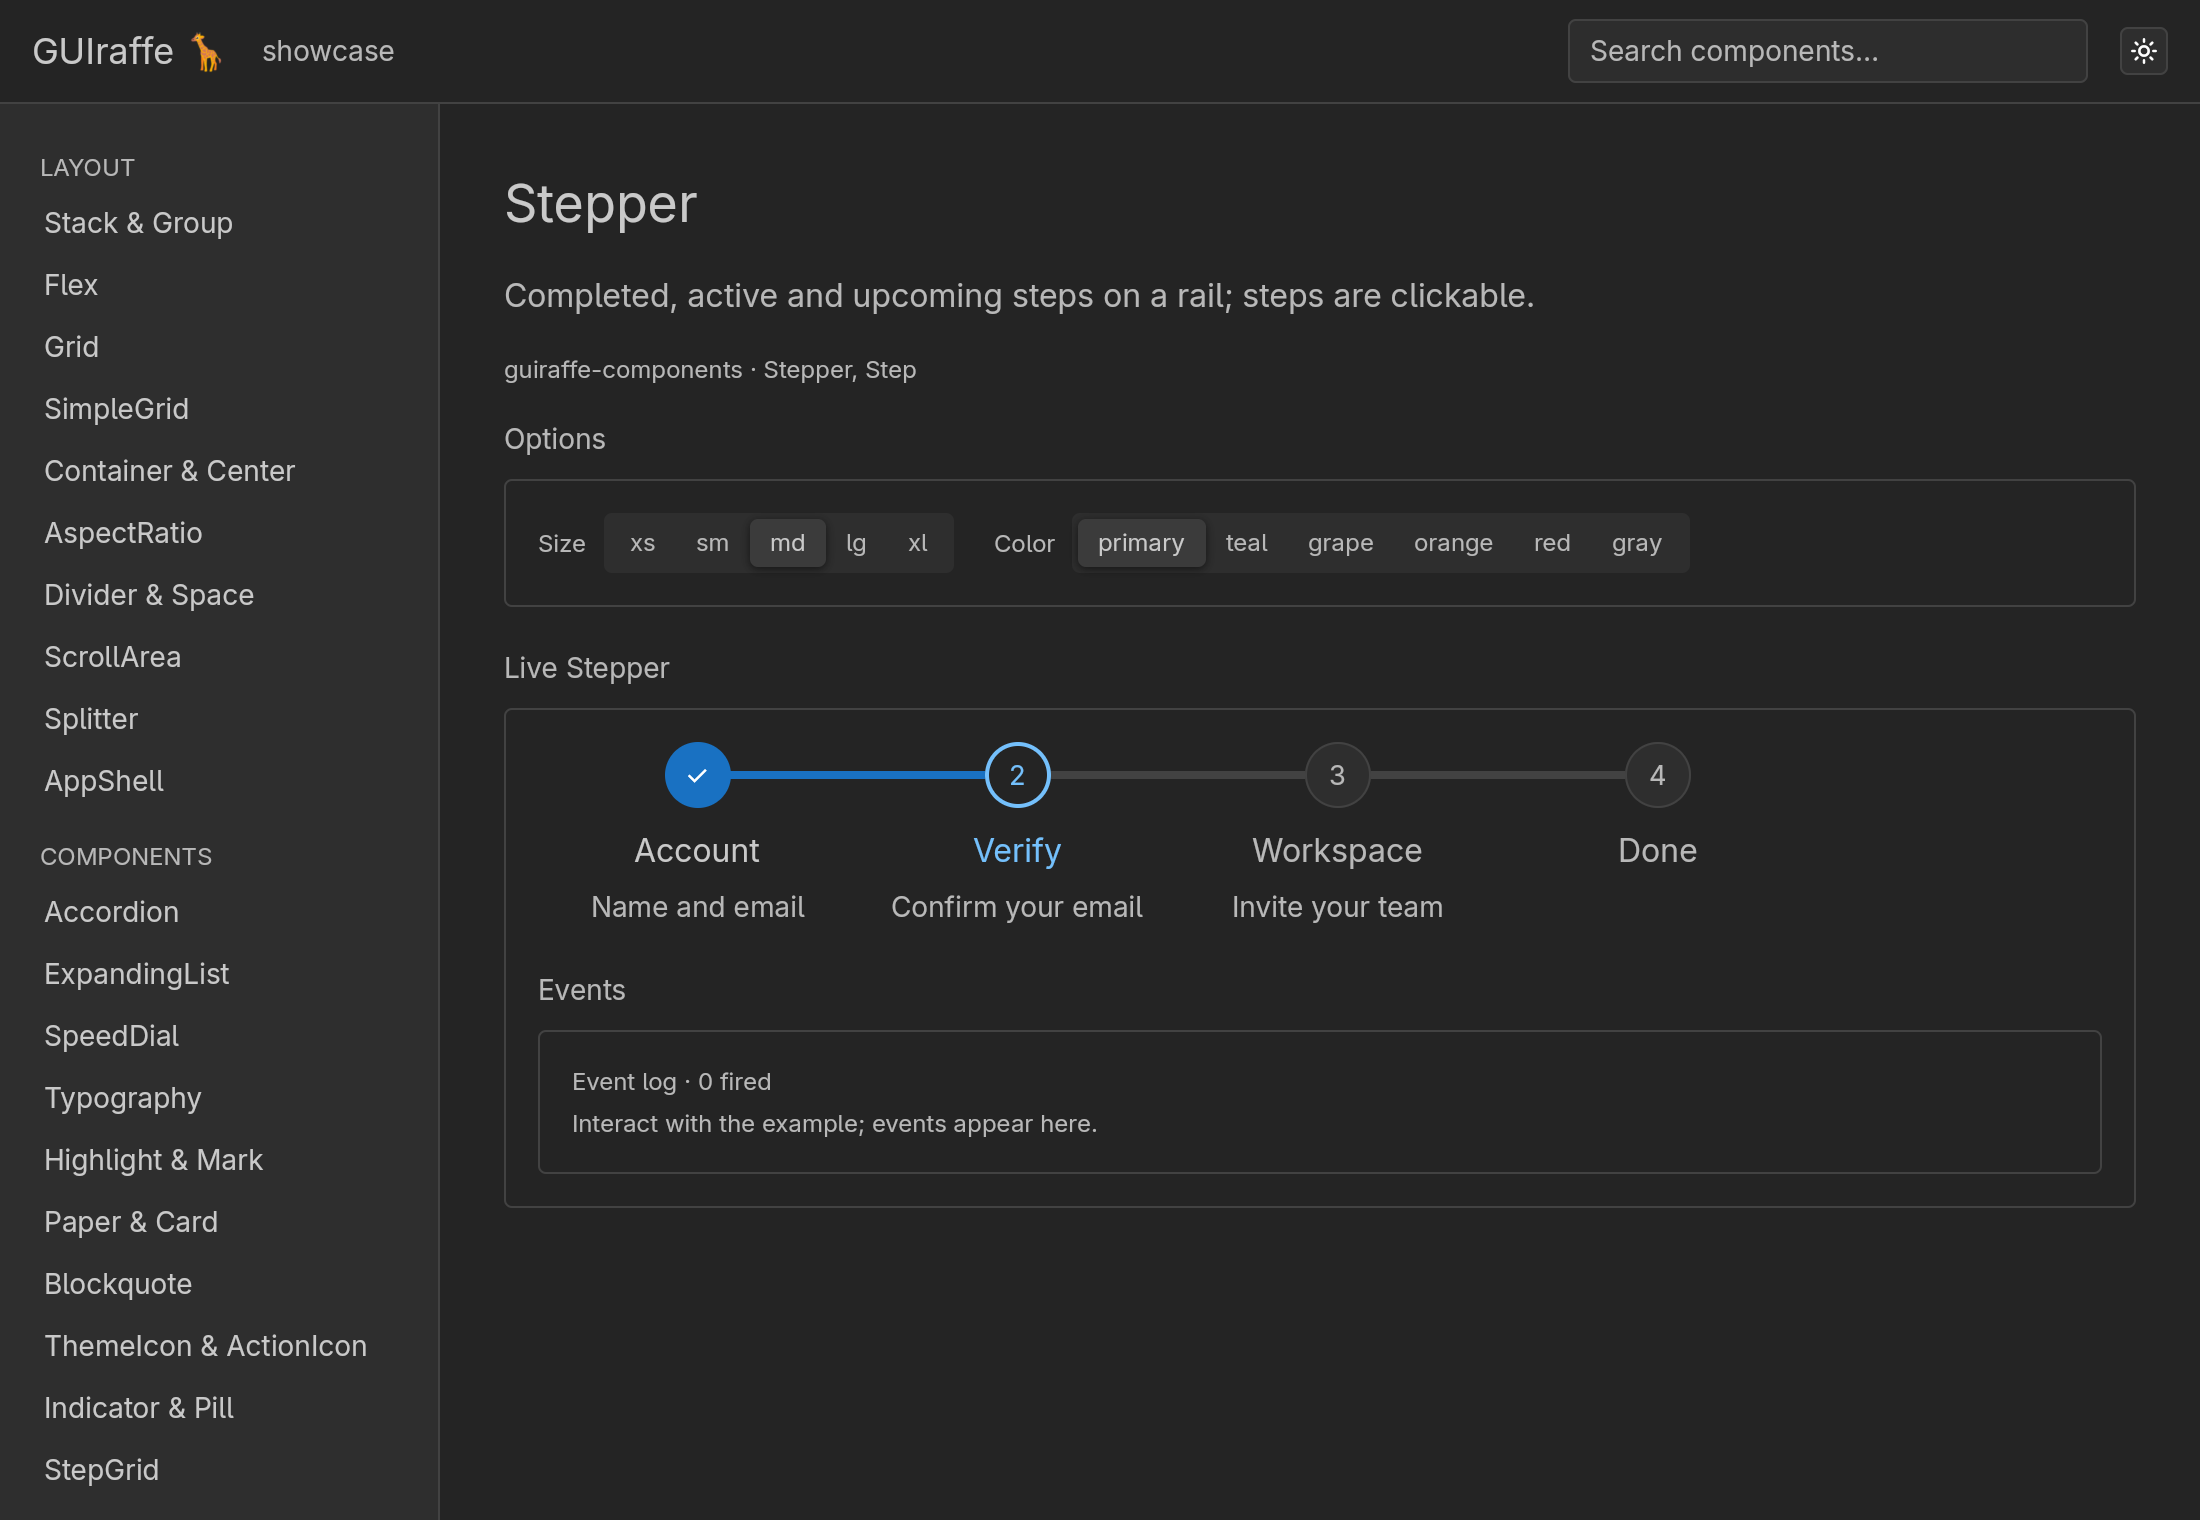 GUIraffe 🦒 showcase
Search components...
LAYOUT
Stack & Group
Flex
Grid
SimpleGrid
Container & Center
AspectRatio
Divider & Space
ScrollArea
Splitter
AppShell
COMPONENTS
Accordion
ExpandingList
SpeedDial
Typography
Highlight & Mark
Paper & Card
Blockquote
ThemeIcon & ActionIcon
Indicator & Pill
StepGrid
Stepper
Completed, active and upcoming steps on a rail; steps are clickable.
guiraffe-components · Stepper, Step
Options
Size xs sm md lg xl Color primary teal grape orange red gray
Live Stepper
2 3 4
Account Verify Workspace Done
Name and email Confirm your email Invite your team
Events
Event log · 0 fired
Interact with the example; events appear here.